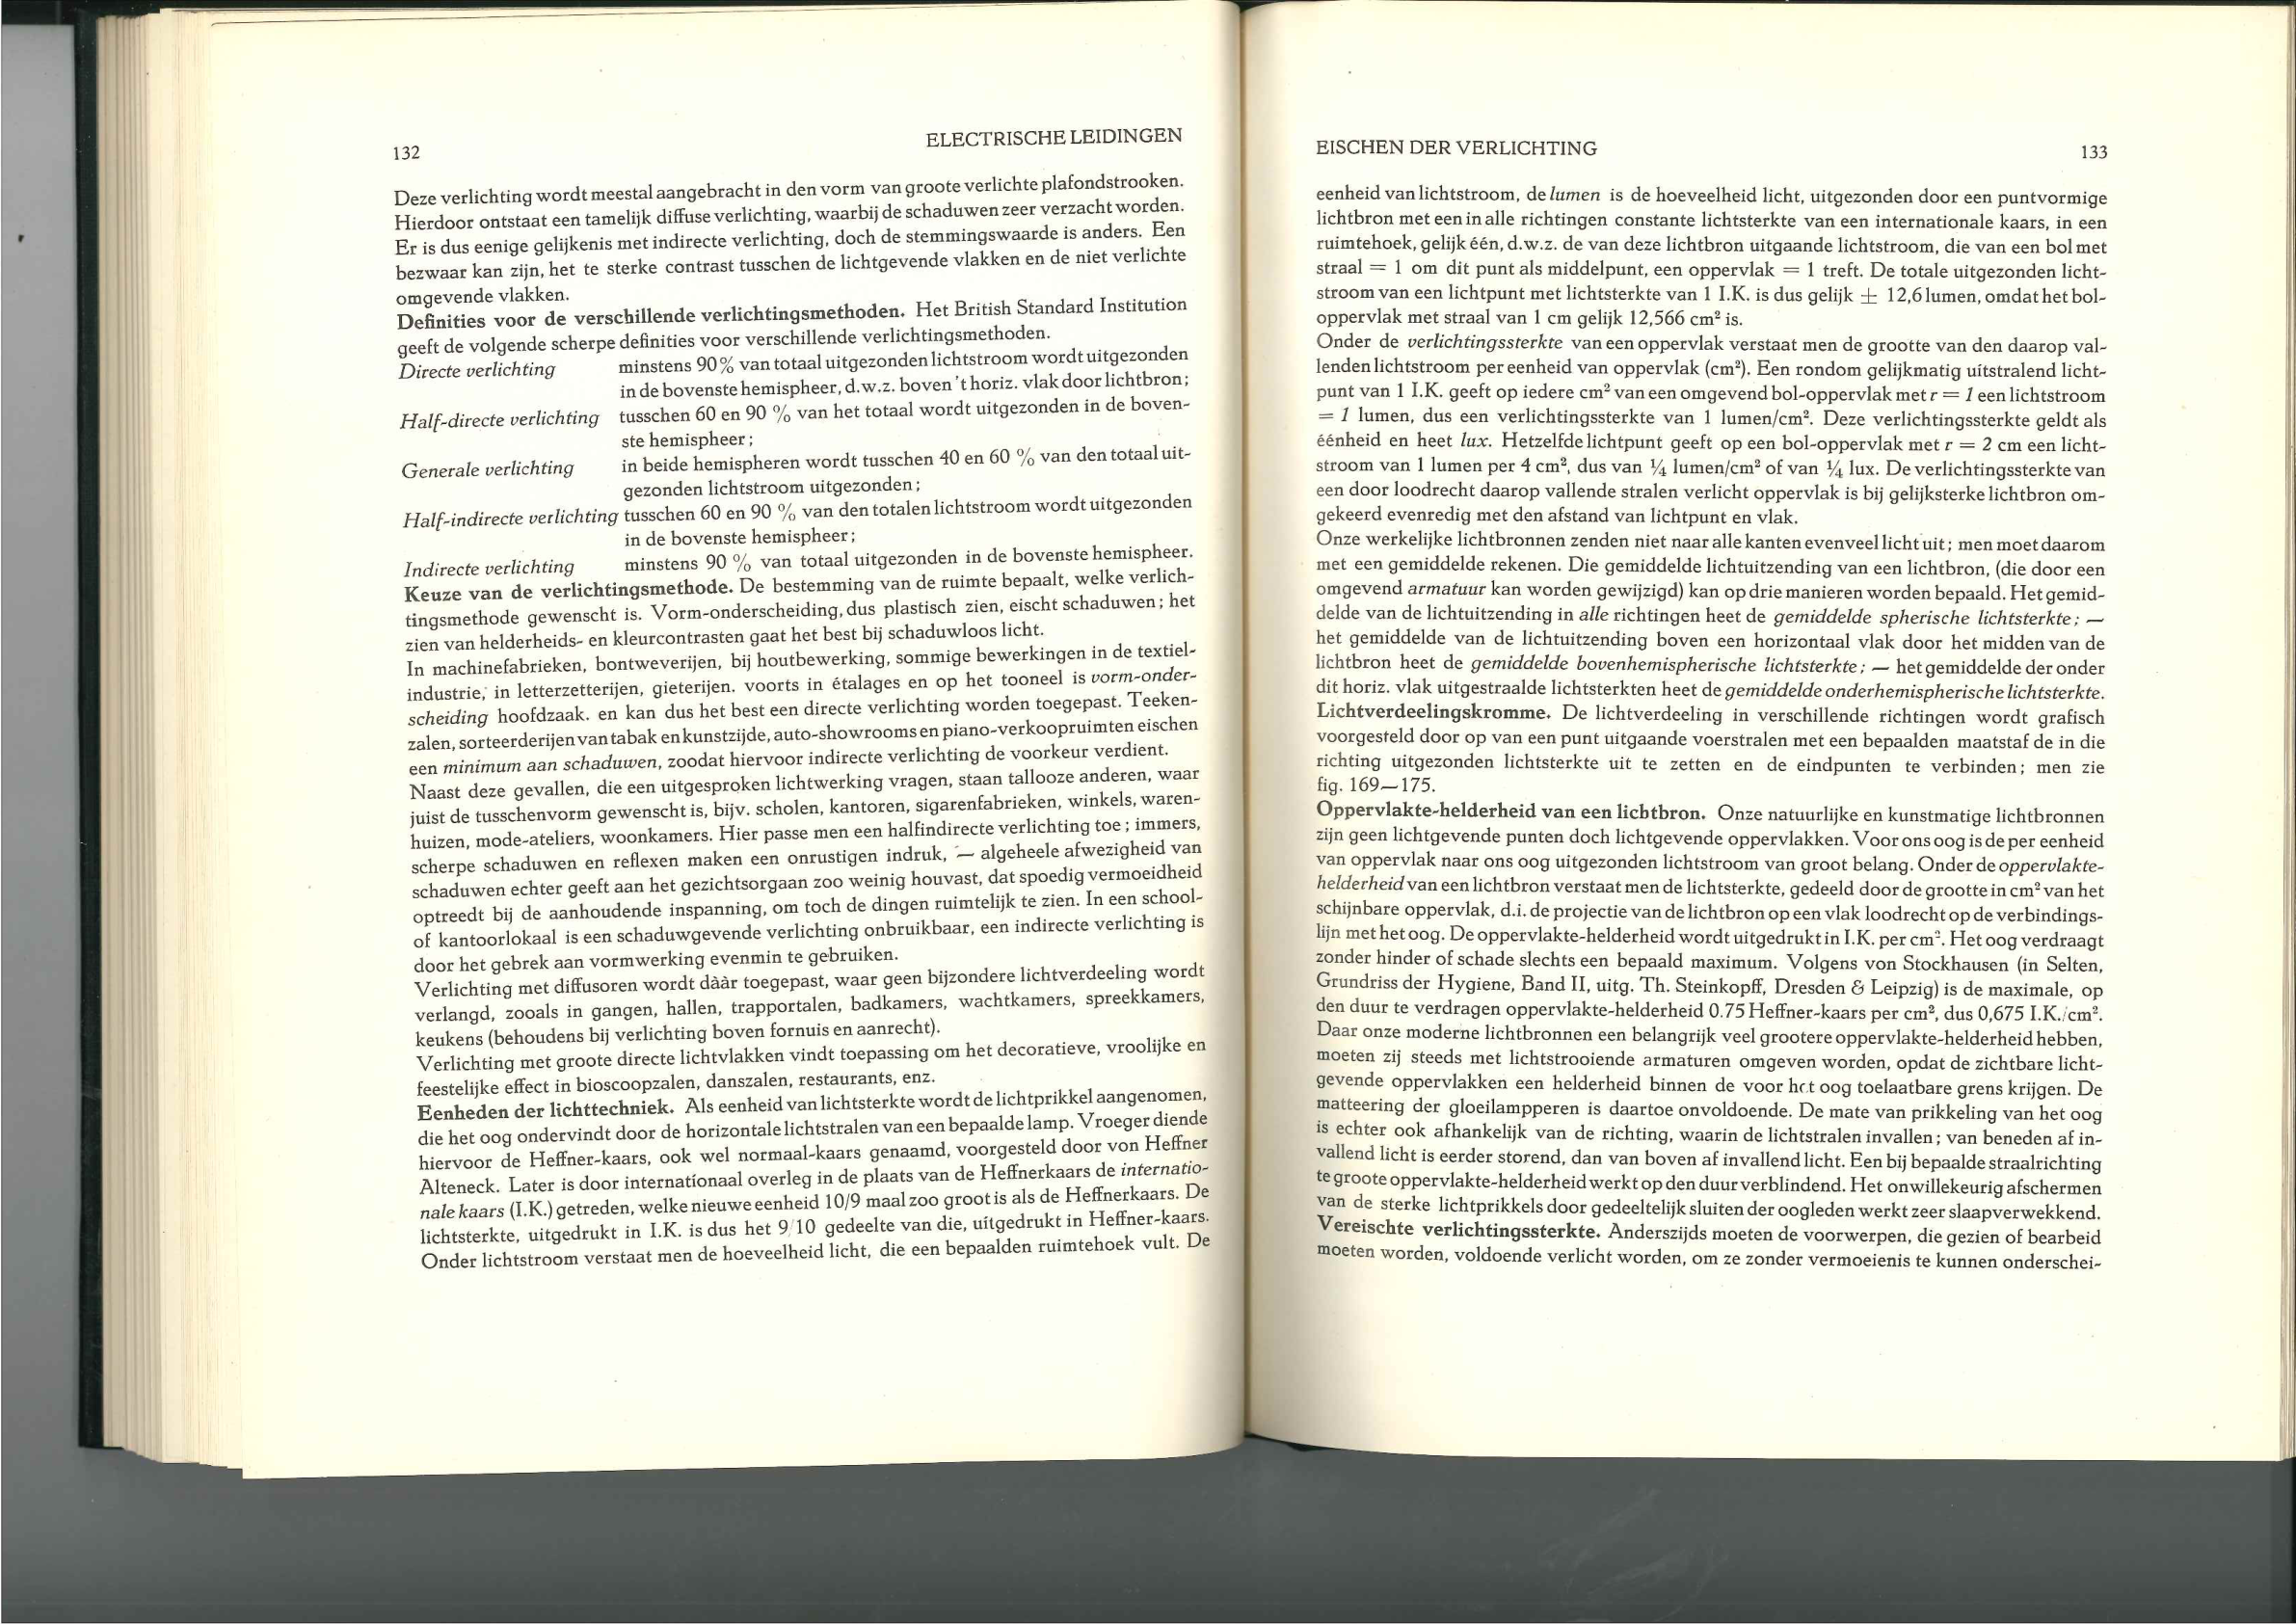 132
ELECTRISCHE LEIDINGEN
Deze verlichting wordt meestal aangebracht in den vorm van groote verlichte plafondstrooken.
Hierdoor ontstaat een tamelijk diffuse verlichting, waarbij de schaduwen zeer verzacht worden.
Er is dus eenige gelijkenis met indirecte verlichting, doch de stemmingswaarde is anders. Een
bezwaar kan zijn, het te sterke contrast tusschen de lichtgevende vlakken en de niet verlichte
omgevende vlakken.
Definities voor de verschillende verlichtingsmethoden. Het British Standard Institution
geeft de volgende scherpe definities voor verschillende verlichtingsmethoden.
Directe verlichting minstens 90% van totaal uitgezonden lichtstroom wordt uitgezonden
in de bovenste hemispheer, d.w.z. boven 't horiz. vlak door lichtbron;
Half-directe verlichting tusschen 60 en 90 % van het totaal wordt uitgezonden in de boven-
ste hemispheer;
Generale verlichting in beide hemispheren wordt tusschen 40 en 60 % van den totaal uit-
gezonden lichtstroom uitgezonden;
Half-indirecte verlichting tusschen 60 en 90 % van den totalen lichtstroom wordt uitgezonden
in de bovenste hemispheer;
Indirecte verlichting minstens 90 % van totaal uitgezonden in de bovenste hemispheer.
Keuze van de verlichtingsmethode. De bestemming van de ruimte bepaalt, welke verlich-
tingsmethode gewenscht is. Vorm-onderscheiding, dus plastisch zien, eischt schaduwen; het
zien van helderheids- en kleurcontrasten gaat het best bij schaduwloos licht.
In machinefabrieken, bontweverijen, bij houtbewerking, sommige bewerkingen in de textiel-
industrie, in letterzetterijen, gieterijen. voorts in étalages en op het tooneel is vorm-onder-
scheiding hoofdzaak. en kan dus het best een directe verlichting worden toegepast. Teeken-
zalen, sorteerderijen van tabak en kunstzijde, auto-showrooms en piano-verkoopruimten eischen
een minimum aan schaduwen, zoodat hiervoor indirecte verlichting de voorkeur verdient.
Naast deze gevallen, die een uitgesproken lichtwerking vragen, staan tallooze anderen, waar
juist de tusschenvorm gewenscht is, bijv. scholen, kantoren, sigarenfabrieken, winkels, waren-
huizen, mode-ateliers, woonkamers. Hier passe men een halfindirecte verlichting toe; immers,
scherpe schaduwen en reflexen maken een onrustigen indruk, — algeheele afwezigheid van
schaduwen echter geeft aan het gezichtsorgaan zoo weinig houvast, dat spoedig vermoeidheid
optreedt bij de aanhoudende inspanning, om toch de dingen ruimtelijk te zien. In een school-
of kantoorlokaal is een schaduwgevende verlichting onbruikbaar, een indirecte verlichting is
door het gebrek aan vormwerking evenmin te gebruiken.
Verlichting met diffusoren wordt dààr toegepast, waar geen bijzondere lichtverdeeling wordt
verlangd, zooals in gangen, hallen, trapportalen, badkamers, wachtkamers, spreekkamers,
keukens (behoudens bij verlichting boven fornuis en aanrecht).
Verlichting met groote directe lichtvlakken vindt toepassing om het decoratieve, vroolijke en
feestelijke effect in bioscoopzalen, danszalen, restaurants, enz.
Eenheden der lichttechniek. Als eenheid van lichtsterkte wordt de lichtprikkel aangenomen,
die het oog ondervindt door de horizontale lichtstralen van een bepaalde lamp. Vroeger diende
hiervoor de Heffner-kaars, ook wel normaal-kaars genaamd, voorgesteld door von Heffner
Alteneck. Later is door internationaal overleg in de plaats van de Heffnerkaars de internatio-
nale kaars (I.K.) getreden, welke nieuwe eenheid 10/9 maal zoo groot is als de Heffnerkaars. De
lichtsterkte, uitgedrukt in I.K. is dus het 9/10 gedeelte van die, uitgedrukt in Heffner-kaars.
Onder lichtstroom verstaat men de hoeveelheid licht, die een bepaalden ruimtehoek vult. De
EISCHEN DER VERLICHTING
133
eenheid van lichtstroom, de lumen is de hoeveelheid licht, uitgezonden door een puntvormige
lichtbron met een in alle richtingen constante lichtsterkte van een internationale kaars, in een
ruimtehoek, gelijk één, d.w.z. de van deze lichtbron uitgaande lichtstroom, die van een bol met
straal = 1 om dit punt als middelpunt, een oppervlak = 1 treft. De totale uitgezonden licht-
stroom van een lichtpunt met lichtsterkte van 1 I.K. is dus gelijk ± 12,6 lumen, omdat het bol-
oppervlak met straal van 1 cm gelijk 12,566 cm² is.
Onder de verlichtingssterkte van een oppervlak verstaat men de grootte van den daarop val-
lenden lichtstroom per eenheid van oppervlak (cm²). Een rondom gelijkmatig uitstralend licht-
punt van 1 I.K. geeft op iedere cm² van een omgevend bol-oppervlak met r = 1 een lichtstroom
= 1 lumen, dus een verlichtingssterkte van 1 lumen/cm². Deze verlichtingssterkte geldt als
éénheid en heet lux. Hetzelfde lichtpunt geeft op een bol-oppervlak met r = 2 cm een licht-
stroom van 1 lumen per 4 cm², dus van ¼ lumen/cm² of van ¼ lux. De verlichtingssterkte van
een door loodrecht daarop vallende stralen verlicht oppervlak is bij gelijksterke lichtbron om-
gekeerd evenredig met den afstand van lichtpunt en vlak.
Onze werkelijke lichtbronnen zenden niet naar alle kanten evenveel licht uit; men moet daarom
met een gemiddelde rekenen. Die gemiddelde lichtuitzending van een lichtbron, (die door een
omgevend armatuur kan worden gewijzigd) kan op drie manieren worden bepaald. Het gemid-
delde van de lichtuitzending in alle richtingen heet de gemiddelde spherische lichtsterkte; —
het gemiddelde van de lichtuitzending boven een horizontaal vlak door het midden van de
lichtbron heet de gemiddelde bovenhemispherische lichtsterkte; — het gemiddelde der onder
dit horiz. vlak uitgestraalde lichtsterkten heet de gemiddelde onderhemispherische lichtsterkte.
Lichtverdeelingskromme. De lichtverdeeling in verschillende richtingen wordt grafisch
voorgesteld door op van een punt uitgaande voerstralen met een bepaalden maatstaf de in die
richting uitgezonden lichtsterkte uit te zetten en de eindpunten te verbinden; men zie
fig. 169—175.
Oppervlakte-helderheid van een lichtbron. Onze natuurlijke en kunstmatige lichtbronnen
zijn geen lichtgevende punten doch lichtgevende oppervlakken. Voor ons oog is de per eenheid
van oppervlak naar ons oog uitgezonden lichtstroom van groot belang. Onder de oppervlakte-
helderheid van een lichtbron verstaat men de lichtsterkte, gedeeld door de grootte in cm² van het
schijnbare oppervlak, d.i. de projectie van de lichtbron op een vlak loodrecht op de verbindings-
lijn met het oog. De oppervlakte-helderheid wordt uitgedrukt in I.K. per cm². Het oog verdraagt
zonder hinder of schade slechts een bepaald maximum. Volgens von Stockhausen (in Selten,
Grundriss der Hygiene, Band II, uitg. Th. Steinkopff, Dresden & Leipzig) is de maximale, op
den duur te verdragen oppervlakte-helderheid 0.75 Heffner-kaars per cm², dus 0,675 I.K./cm².
Daar onze moderne lichtbronnen een belangrijk veel grootere oppervlakte-helderheid hebben,
moeten zij steeds met lichtstrooiende armaturen omgeven worden, opdat de zichtbare licht-
gevende oppervlakken een helderheid binnen de voor het oog toelaatbare grens krijgen. De
matteering der gloeilampperen is daartoe onvoldoende. De mate van prikkeling van het oog
is echter ook afhankelijk van de richting, waarin de lichtstralen invallen; van beneden af in-
vallend licht is eerder storend, dan van boven af invallend licht. Een bij bepaalde straalrichting
te groote oppervlakte-helderheid werkt op den duur verblindend. Het onwillekeurig afschermen
van de sterke lichtprikkels door gedeeltelijk sluiten der oogleden werkt zeer slaapverwekkend.
Vereischte verlichtingssterkte. Anderszijds moeten de voorwerpen, die gezien of bearbeid
moeten worden, voldoende verlicht worden, om ze zonder vermoeienis te kunnen onderschei-